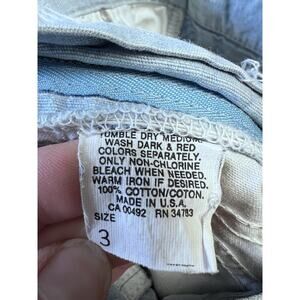 TUMBLE DRY MEDIUM.
WASH DARK & RED
COLORS SEPARATELY.
ONLY NON-CHLORINE
BLEACH WHEN NEEDED.
WARM IRON IF DESIRED.
100% COTTON/COTON.
MADE IN U.S.A.
CA 00492 RN 34783
SIZE
3